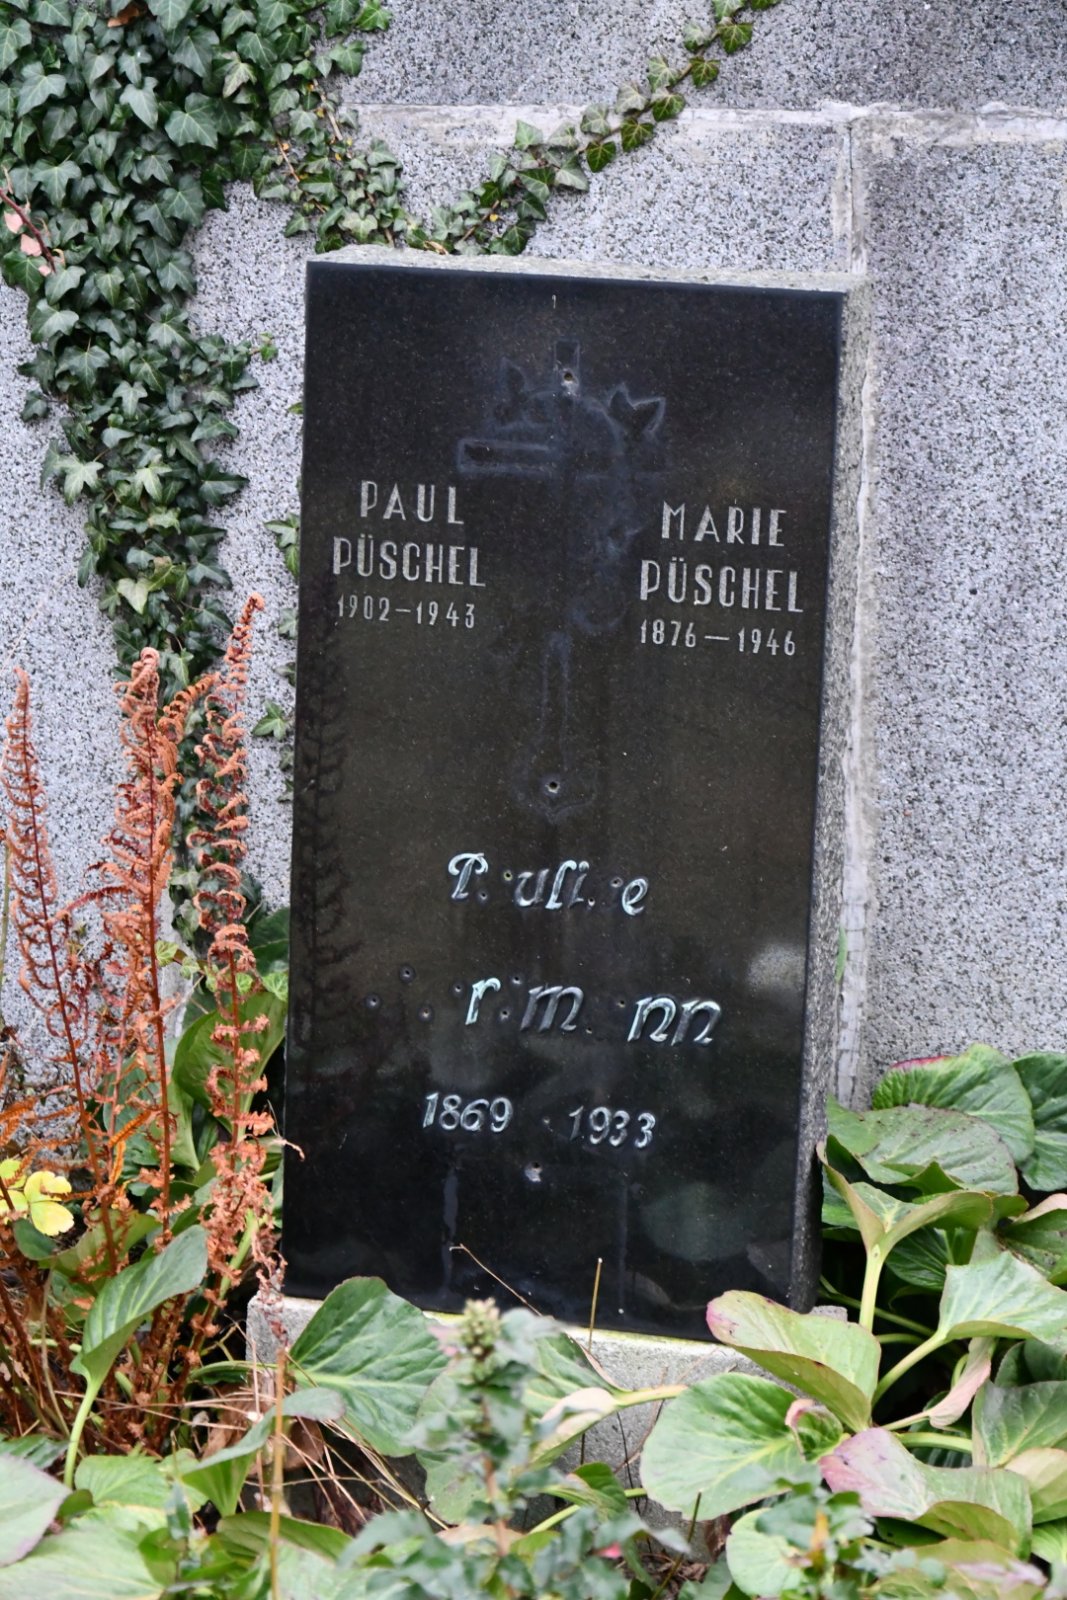 PAUL
PÜSCHEL
1902-1943
MARIE
PÜSCHEL
1876-1946
1869 1933